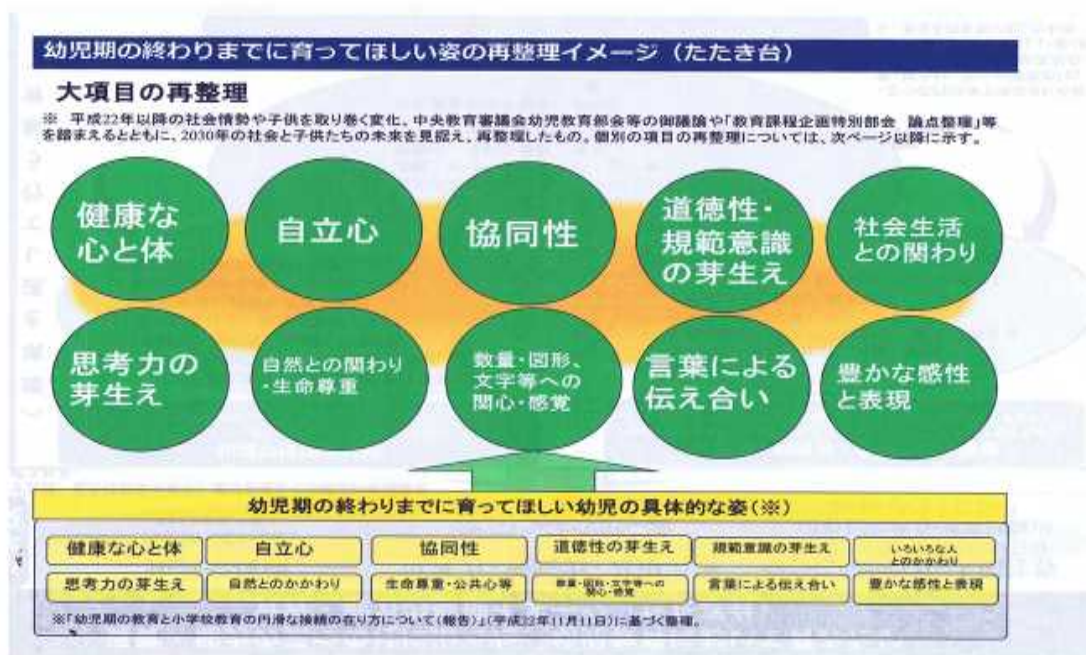 幼児期の終わりまでに育ってほしい姿の再整理イメージ（たたき台）
大項目の再整理
※　平成22年以降の社会情勢や子供を取り巻く変化、中央教育審議会幼児教育部会等の御議論や「教育課程企画特別部会　論点整理」等
を踏まえるとともに、2030年の社会と子供たちの未来を見据え、再整理したもの。個別の項目の再整理については、次ページ以降に示す。
健康な
心と体
自立心
協同性
道徳性・
規範意識
の芽生え
社会生活
との関わり
思考力の
芽生え
自然との関わり
・生命尊重
数量・図形、
文字等への
関心・感覚
言葉による
伝え合い
豊かな感性
と表現
幼児期の終わりまでに育ってほしい幼児の具体的な姿(※)
健康な心と体
自立心
協同性
道徳性の芽生え
規範意識の芽生え
いろいろな人
とのかかわり
思考力の芽生え
自然とのかかわり
生命尊重・公共心等
数量・図形・文字等への
関心・感覚
言葉による伝え合い
豊かな感性と表現
※「幼児期の教育と小学校教育の円滑な接続の在り方について(報告)」(平成22年11月11日)に基づく整理。